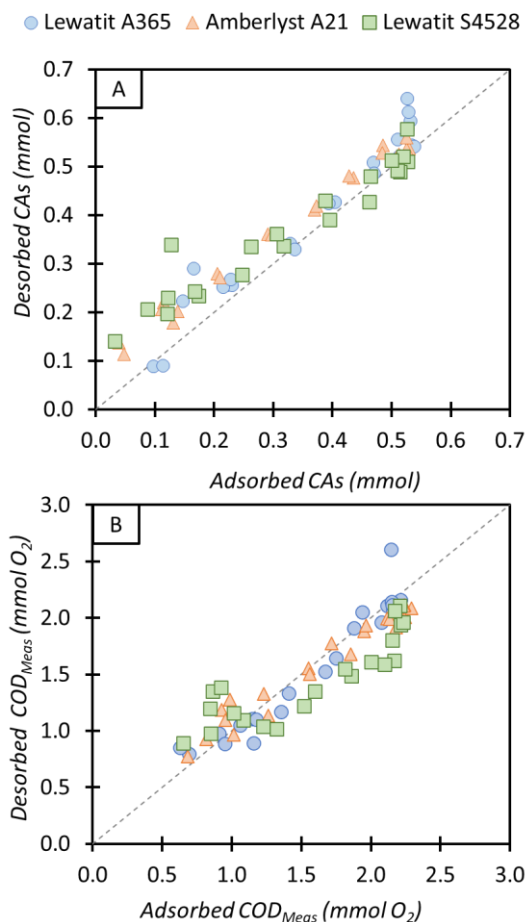 Lewatit A365 Amberlyst A21 Lewatit S4528
A
Desorbed CAs (mmol)
0.7
0.6
0.5
0.4
0.3
0.2
0.1
0.0
0.0 0.1 0.2 0.3 0.4 0.5 0.6 0.7
Adsorbed CAs (mmol)
B
Desorbed COD_Meas (mmol O_2)
3.0
2.5
2.0
1.5
1.0
0.5
0.0
0.0 0.5 1.0 1.5 2.0 2.5 3.0
Adsorbed COD_Meas (mmol O_2)